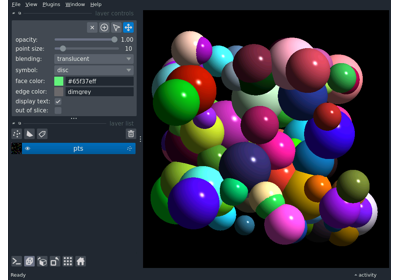 File View Plugins Window Help
layer controls
opacity: 1.00
point size: 10
blending: translucent
symbol: disc
face color: #65f37eff
edge color: dimgrey
display text:
out of slice:
layer list
pts
Ready
activity